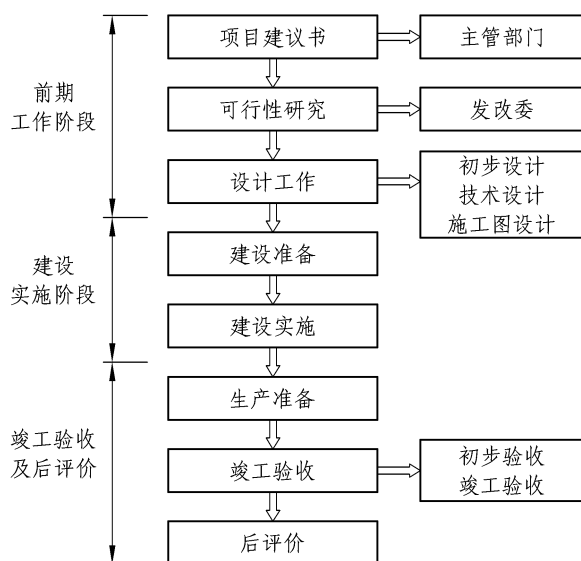 项目建议书
主管部门
前期
工作阶段
可行性研究
发改委
设计工作
初步设计
技术设计
施工图设计
建设
实施阶段
建设准备
建设实施
竣工验收
及后评价
生产准备
竣工验收
初步验收
竣工验收
后评价